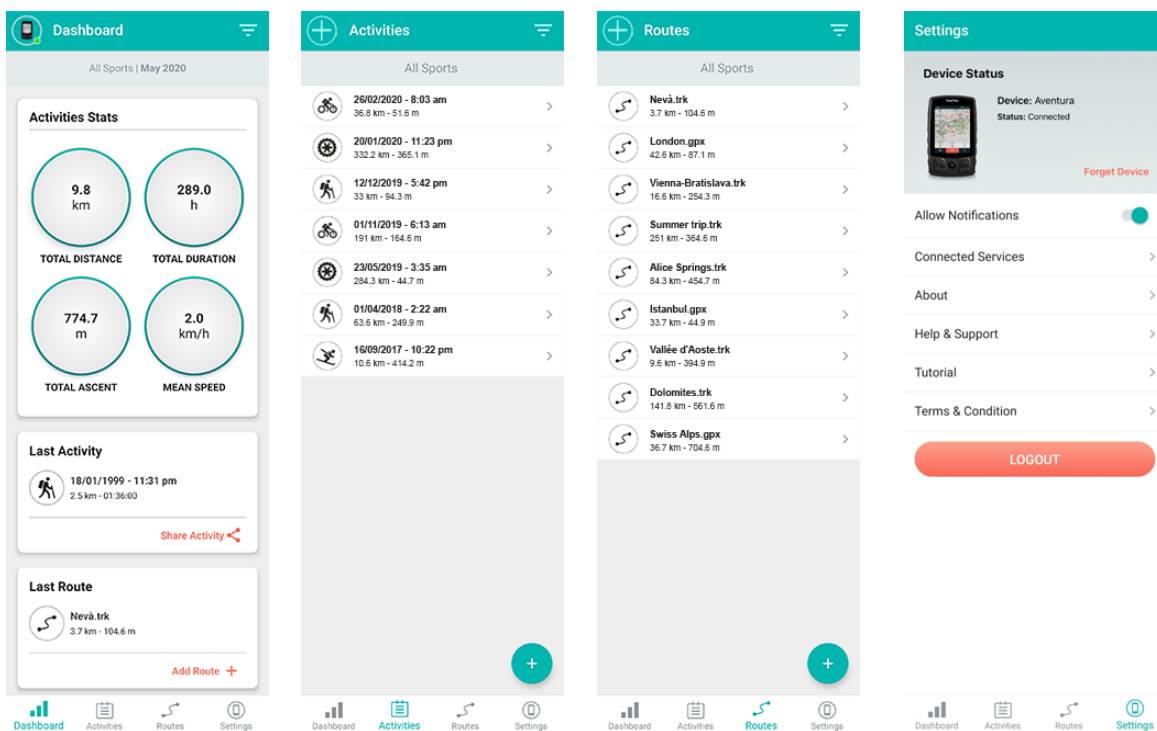 Dashboard
All Sports | May 2020
Activities Stats
9.8
km
289.0
h
TOTAL DISTANCE
TOTAL DURATION
774.7
m
2.0
km/h
TOTAL ASCENT
MEAN SPEED
Last Activity
18/01/1999 - 11:31 pm
2.5 km - 01:36:00
Share Activity
Last Route
Nevà.trk
3.7 km - 104.6 m
Add Route
Dashboard
Activities
Routes
Settings
Activities
All Sports
26/02/2020 - 8:03 am
36.8 km - 51.6 m
20/01/2020 - 11:23 pm
332.2 km - 365.1 m
12/12/2019 - 5:42 pm
33 km - 94.3 m
01/11/2019 - 6:13 am
191 km - 164.6 m
23/05/2019 - 3:35 am
284.3 km - 44.7 m
01/04/2018 - 2:22 am
63.6 km - 249.9 m
16/09/2017 - 10:22 pm
10.6 km - 414.2 m
Dashboard
Activities
Routes
Settings
Routes
All Sports
Nevà.trk
3.7 km - 104.6 m
London.gpx
42.6 km - 87.1 m
Vienna-Bratislava.trk
16.6 km - 254.3 m
Summer trip.trk
251 km - 364.6 m
Alice Springs.trk
84.3 km - 454.7 m
Istanbul.gpx
33.7 km - 44.9 m
Vallée d'Aoste.trk
9.6 km - 394.9 m
Dolomites.trk
141.8 km - 561.6 m
Swiss Alps.gpx
36.7 km - 704.6 m
Dashboard
Activities
Routes
Settings
Settings
Device Status
Device: Aventura
Status: Connected
Forget Device
Allow Notifications
Connected Services
About
Help & Support
Tutorial
Terms & Condition
LOGOUT
Dashboard
Activities
Routes
Settings